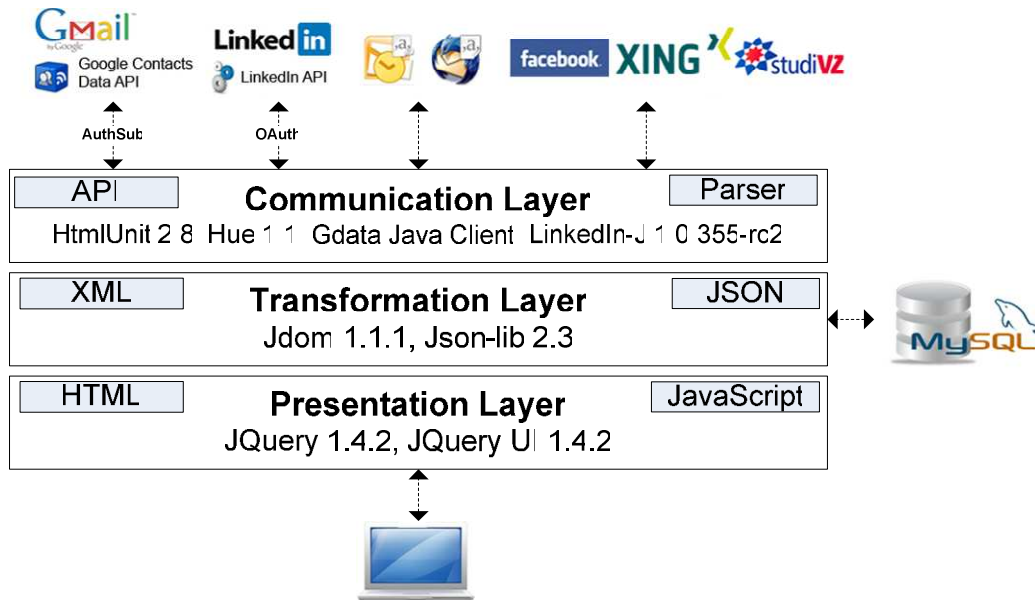 Gmail
by Google
Google Contacts
Data API
Linked in
LinkedIn API
,a,
,a,
facebook
XING
studiVZ
AuthSub
OAuth
API
Communication Layer
Parser
HtmlUnit 2 8 Hue 1 1 Gdata Java Client LinkedIn-J 1 0 355-rc2
XML
Transformation Layer
JSON
Jdom 1.1.1, Json-lib 2.3
MySQL
HTML
Presentation Layer
JavaScript
JQuery 1.4.2, JQuery UI 1.4.2